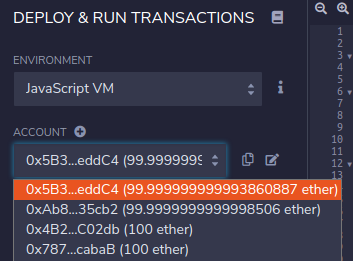 DEPLOY & RUN TRANSACTIONS
ENVIRONMENT
JavaScript VM
ACCOUNT
0x5B3...eddC4 (99.9999999
0x5B3...eddC4 (99.999999999993860887 ether)
0xAb8...35cb2 (99.9999999999998506 ether)
0x4B2...C02db (100 ether)
0x787...cabaB (100 ether)
1
2
3
4
5
6
7
8
9
10
11
12
13